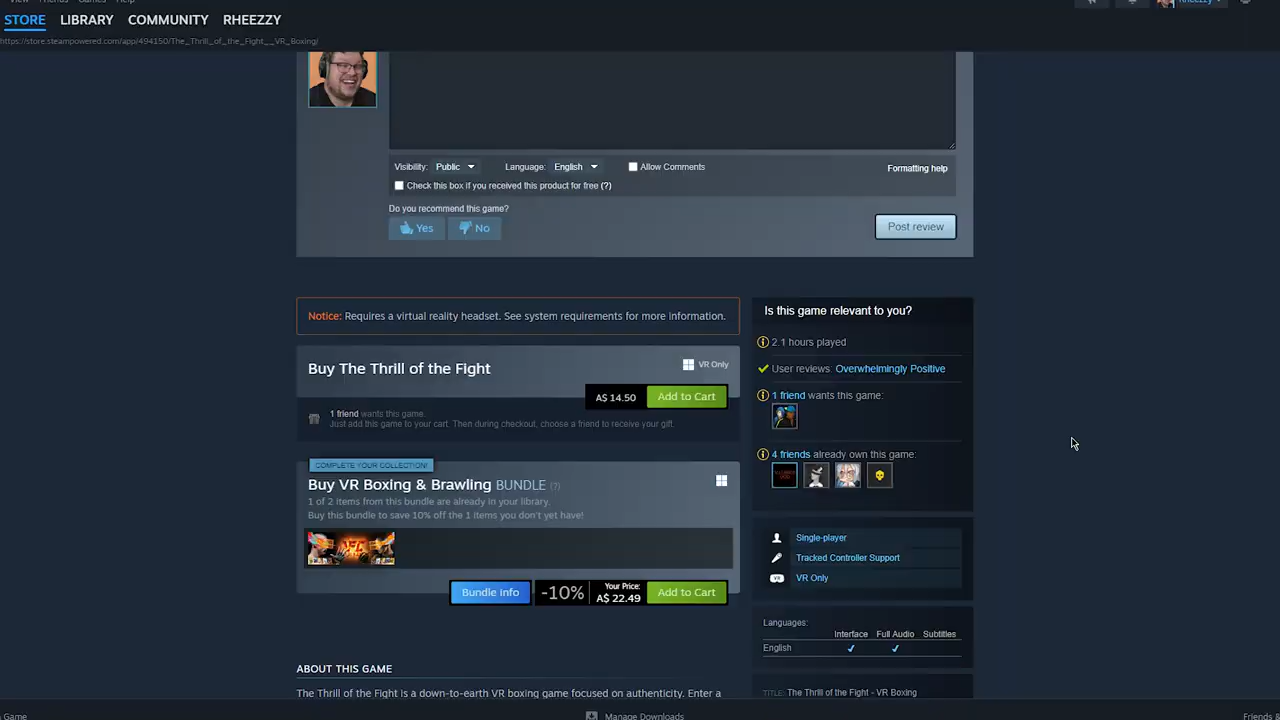 View Friends Games Help
Rheezzy
STORE LIBRARY COMMUNITY RHEEZZY
https://store.steampowered.com/app/494150/The_Thrill_of_the_Fight__VR_Boxing/
Visibility: Public Language: English Allow Comments Formatting help
Check this box if you received this product for free (?)
Do you recommend this game?
Yes No Post review
Notice: Requires a virtual reality headset. See system requirements for more information.
Buy The Thrill of the Fight VR Only
A$ 14.50 Add to Cart
1 friend wants this game.
Just add this game to your cart. Then during checkout, choose a friend to receive your gift.
COMPLETE YOUR COLLECTION!
Buy VR Boxing & Brawling BUNDLE (?)
1 of 2 items from this bundle are already in your library.
Buy this bundle to save 10% off the 1 items you don't yet have!
Bundle Info -10% Your Price: A$ 22.49 Add to Cart
ABOUT THIS GAME
The Thrill of the Fight is a down-to-earth VR boxing game focused on authenticity. Enter a
Is this game relevant to you?
2.1 hours played
User reviews: Overwhelmingly Positive
1 friend wants this game:
4 friends already own this game:
Single-player
Tracked Controller Support
VR VR Only
Languages:
Interface Full Audio Subtitles
English ✓ ✓
TITLE: The Thrill of the Fight - VR Boxing
Game Manage Downloads Friends &